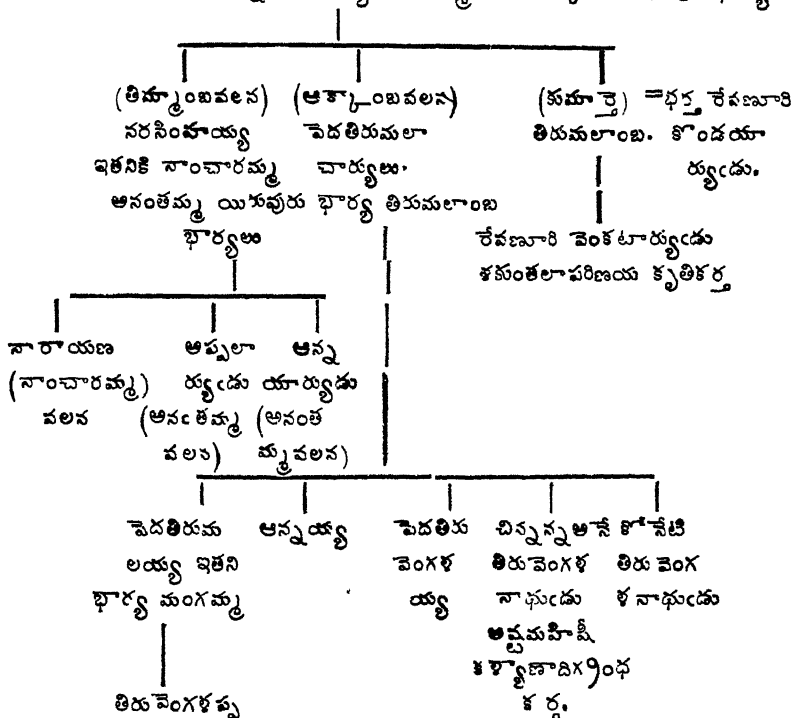 (తిమ్మాంబవలన) (ఆక్కాంబవలన) (కుమార్తె) =భర్త రేవణూరి
నరసింహయ్య పెదతిరుమలా తిరుమలాంబ. కొండయా
ఇతనికి నాంచారమ్మ చార్యులు. ర్యుఁడు.
అనంతమ్మ యిరువురు భార్య తిరుమలాంబ
భార్యలు రేవణూరి వెంకటార్యుఁడు
శకుంతలాపరిణయ కృతికర్త
నారాయణ అప్పలా అన్న
(నాంచారమ్మ) ర్యుఁడు యార్యుడు
వలన (అనంతమ్మ (అనంత
వలన) మ్మవలన)
పెదతిరుమ అన్నయ్య పెదతిరు చిన్నన్నఅనే కోనేటి
లయ్య ఇతని వెంగళ తిరువెంగళ తిరువెంగ
భార్య మంగమ్మ య్య నాథుఁడు ళనాథుఁడు
అష్టమహిషీ
కళ్యాణాదిగ్రంథ
తిరువెంగళప్ప కర్త.